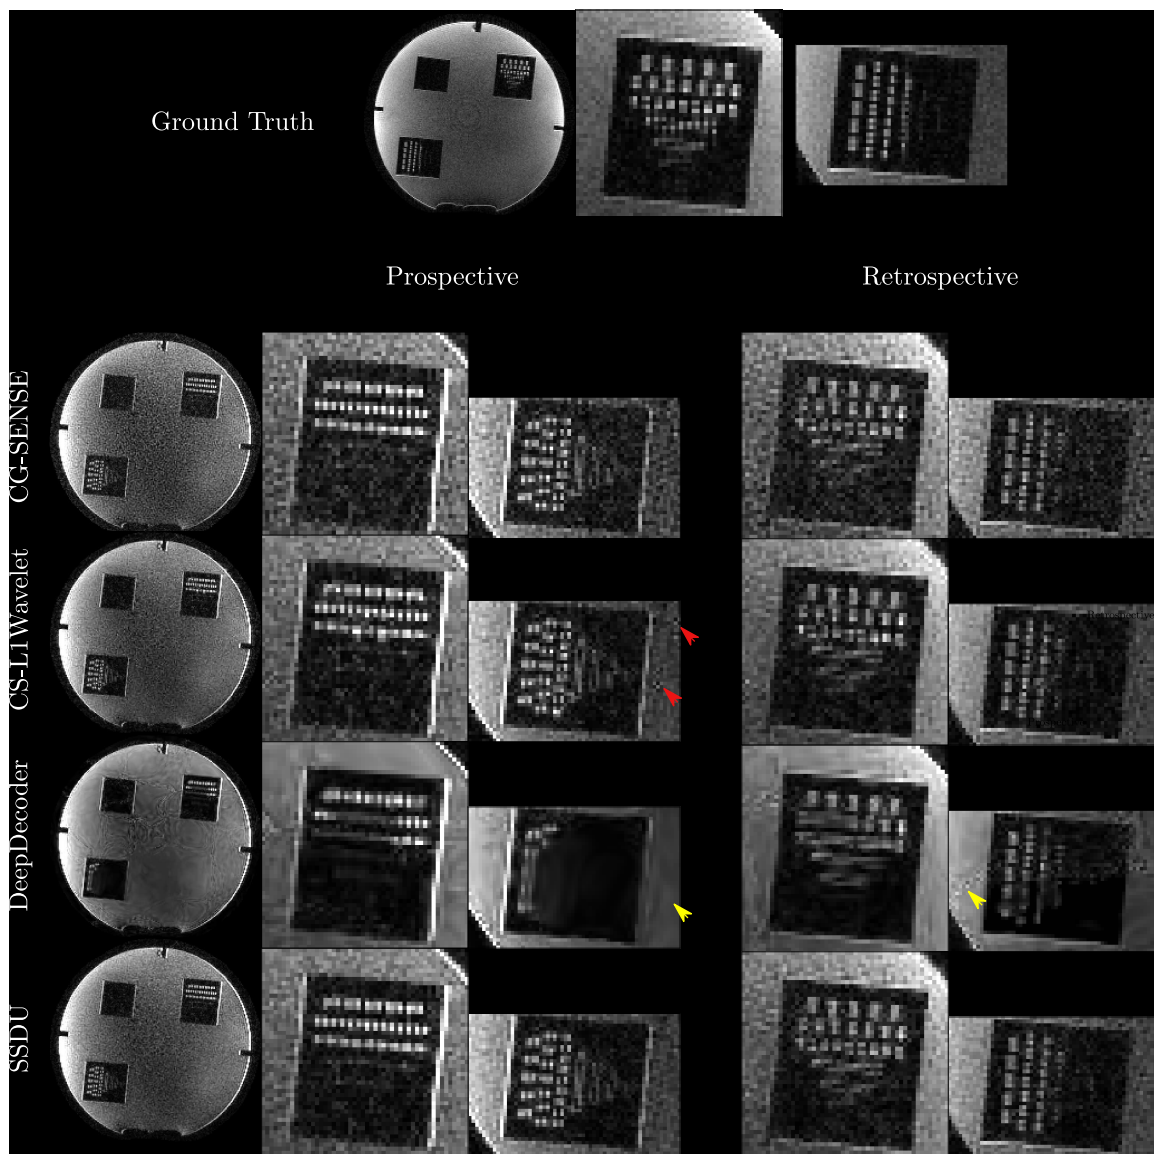 Ground Truth
Prospective
Retrospective
CG-SENSE
CS-L1Wavelet
DeepDecoder
SSDU